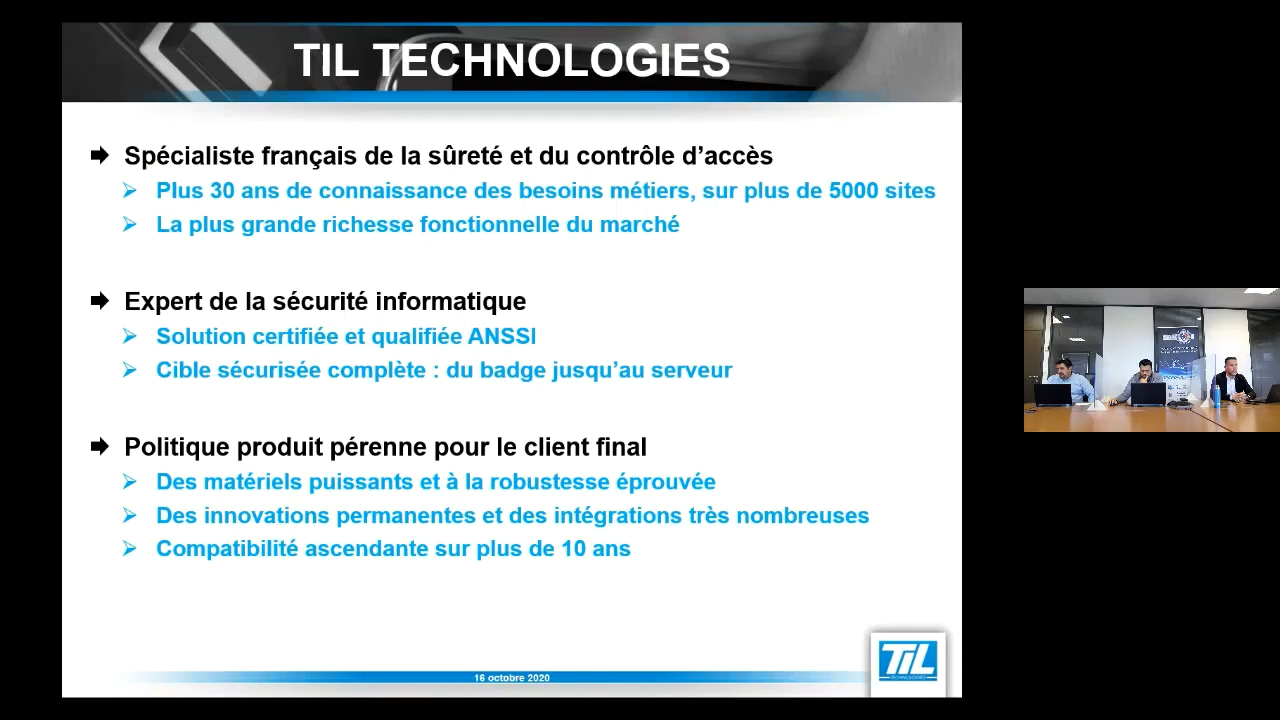 TIL TECHNOLOGIES
Spécialiste français de la sûreté et du contrôle d’accès
Plus 30 ans de connaissance des besoins métiers, sur plus de 5000 sites
La plus grande richesse fonctionnelle du marché
Expert de la sécurité informatique
Solution certifiée et qualifiée ANSSI
Cible sécurisée complète : du badge jusqu’au serveur
Politique produit pérenne pour le client final
Des matériels puissants et à la robustesse éprouvée
Des innovations permanentes et des intégrations très nombreuses
Compatibilité ascendante sur plus de 10 ans
TIL
TECHNOLOGIES
16 octobre 2020